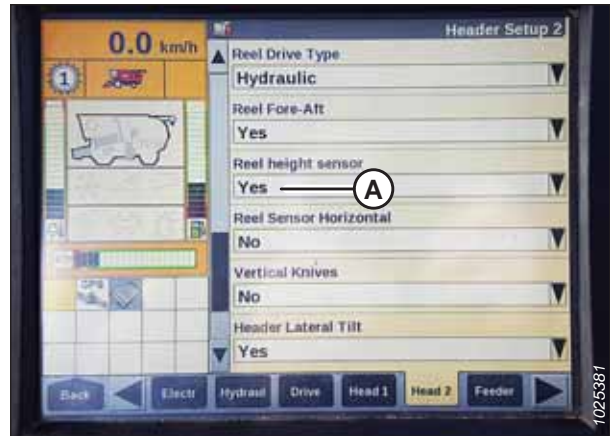 Header Setup 2
0.0 km/h
1
Reel Drive Type
Hydraulic
Reel Fore-Aft
Yes
Reel height sensor
Yes
A
Reel Sensor Horizontal
No
Vertical Knives
No
GPS
Header Lateral Tilt
Yes
Back
Electr
Hydraul
Drive
Head 1
Head 2
Feeder
1025381